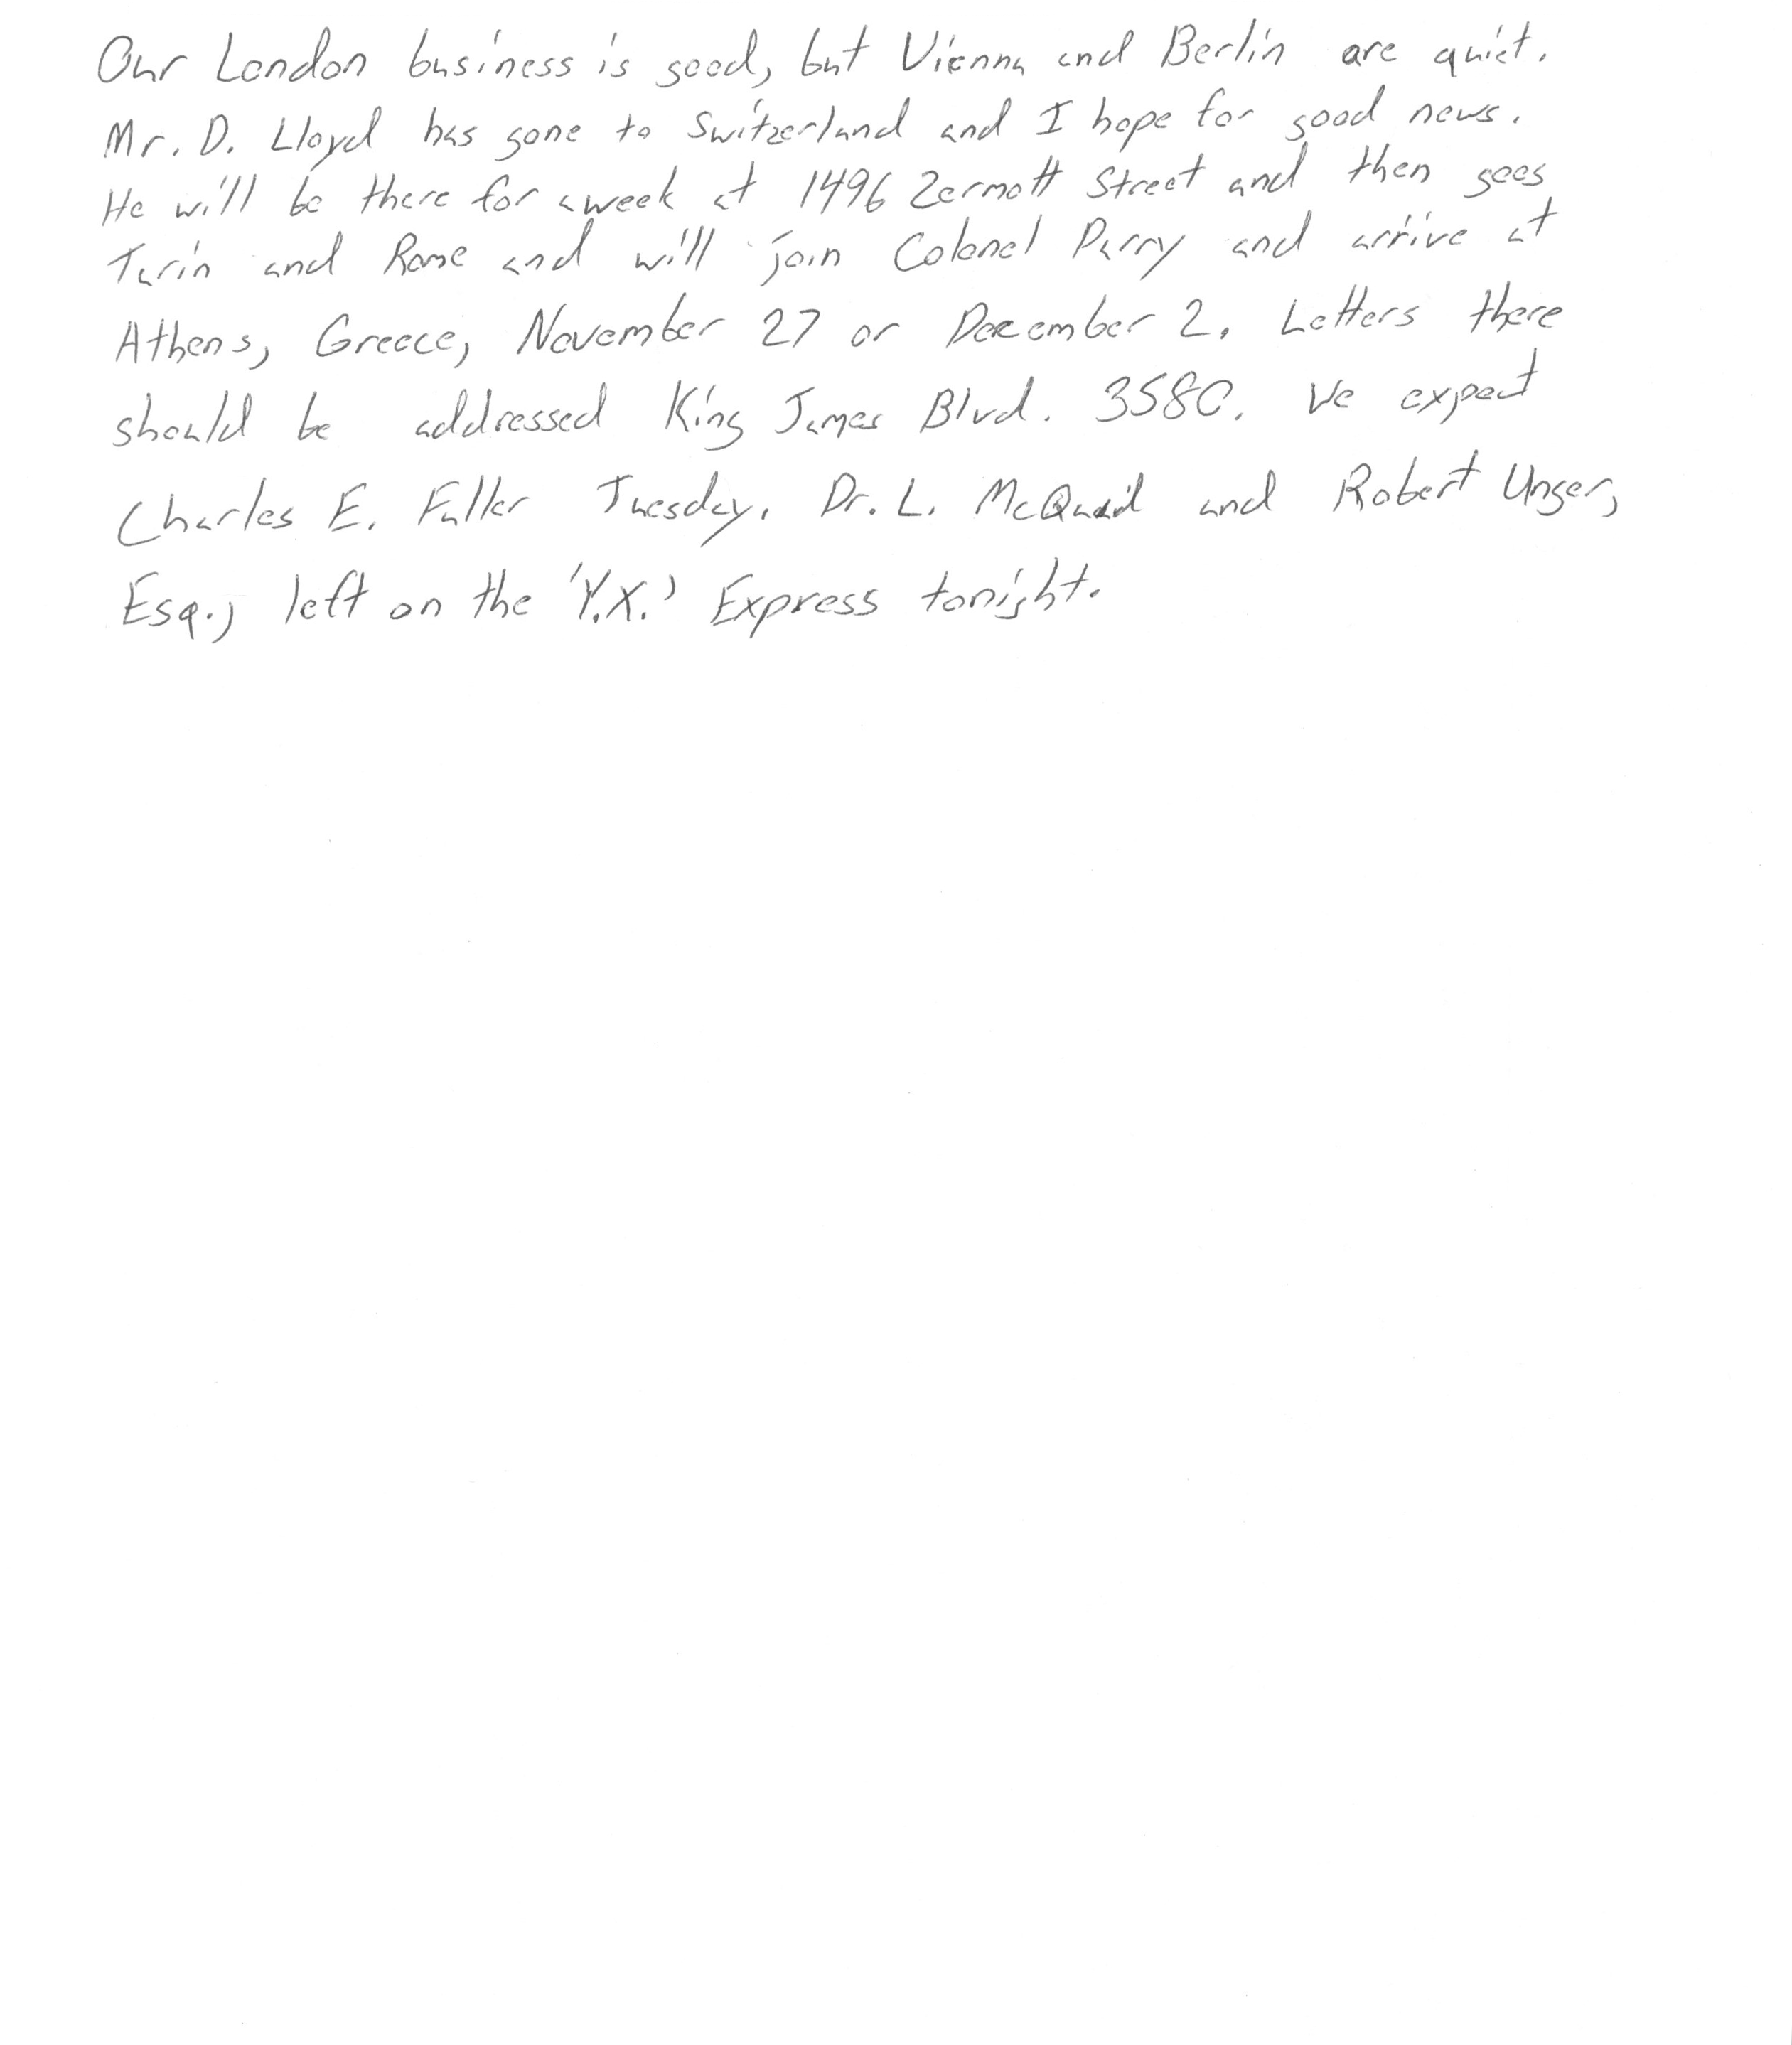 Our London business is good, but Vienna and Berlin are quiet.
Mr. D. Lloyd has gone to Switzerland and I hope for good news.
He will be there for a week at 1496 Zermott Street and then goes
Turin and Rome and will join Colonel Parry and arrive at
Athens, Greece, November 27 or December 2. Letters there
should be addressed King James Blvd. 3580. We expect
Charles E. Fuller Tuesday. Dr. L. McQuaid and Robert Unger,
Esq., left on the 'Y.X.' Express tonight.